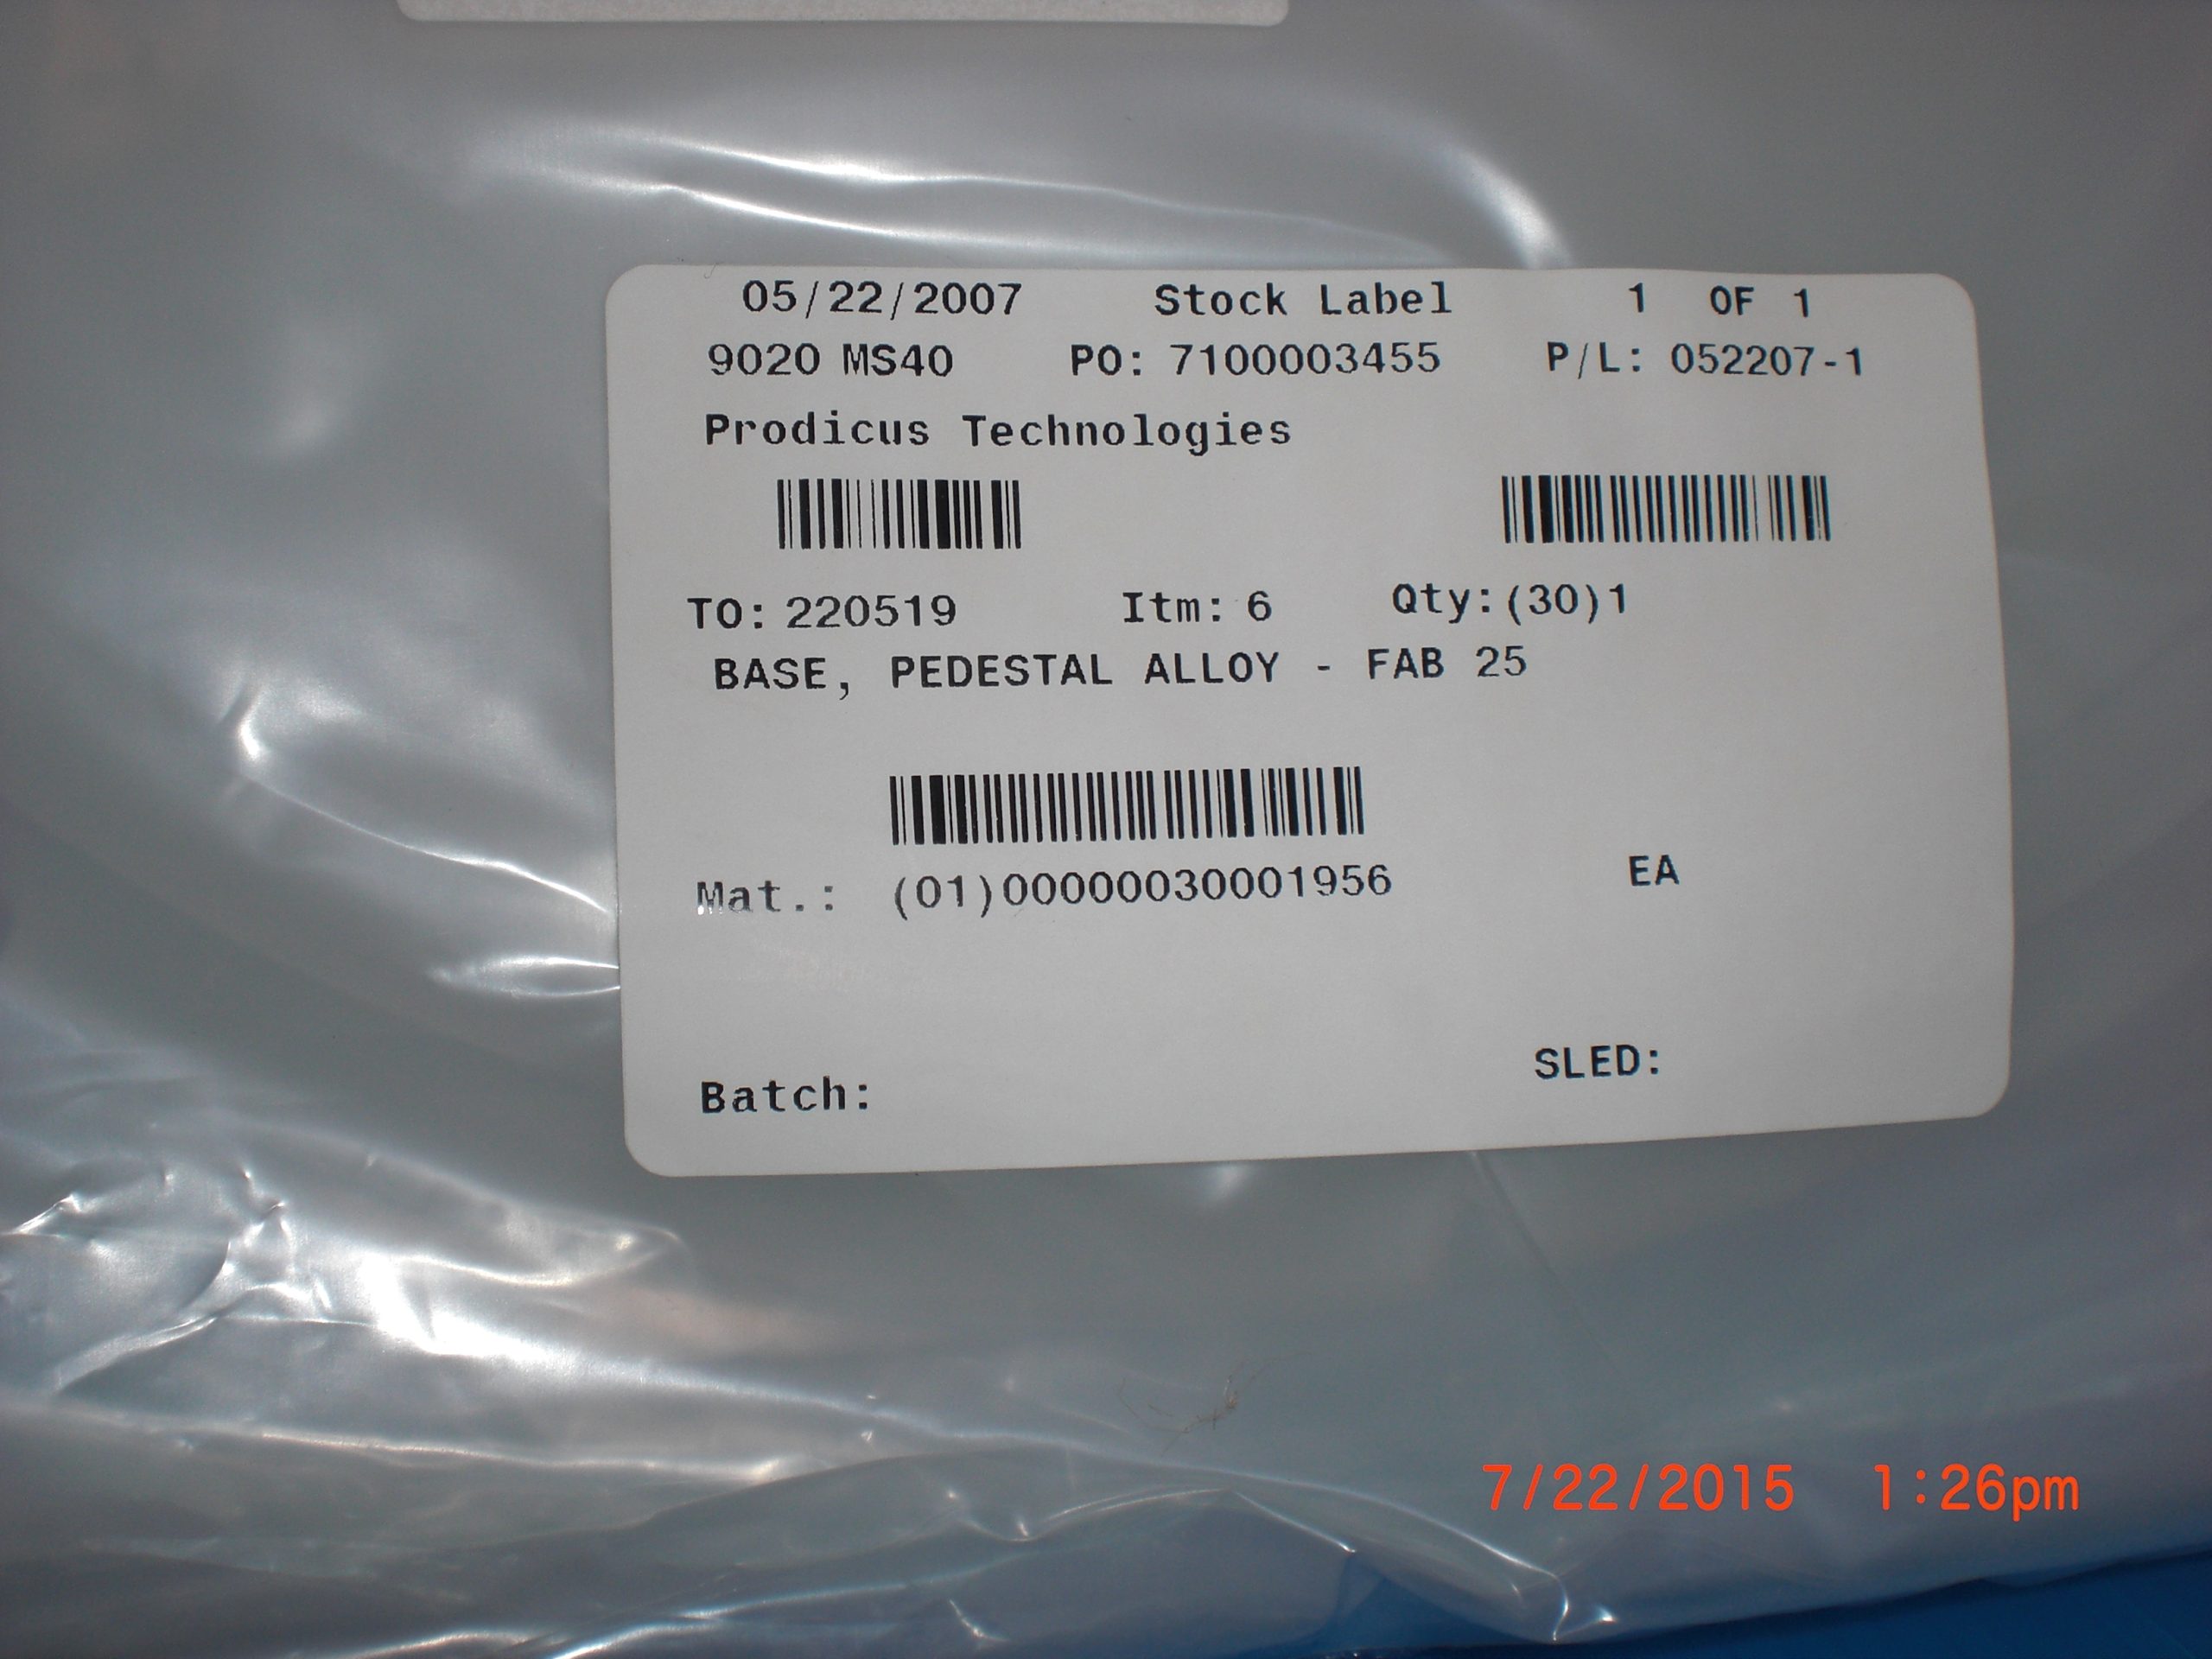 05/22/2007 Stock Label 1 OF 1
9020 MS40 PO: 7100003455 P/L: 052207-1
Prodicus Technologies
TO: 220519 Itm: 6 Qty:(30)1
BASE, PEDESTAL ALLOY - FAB 25
Mat.: (01)00000030001956 EA
Batch: SLED:
7/22/2015 1:26pm